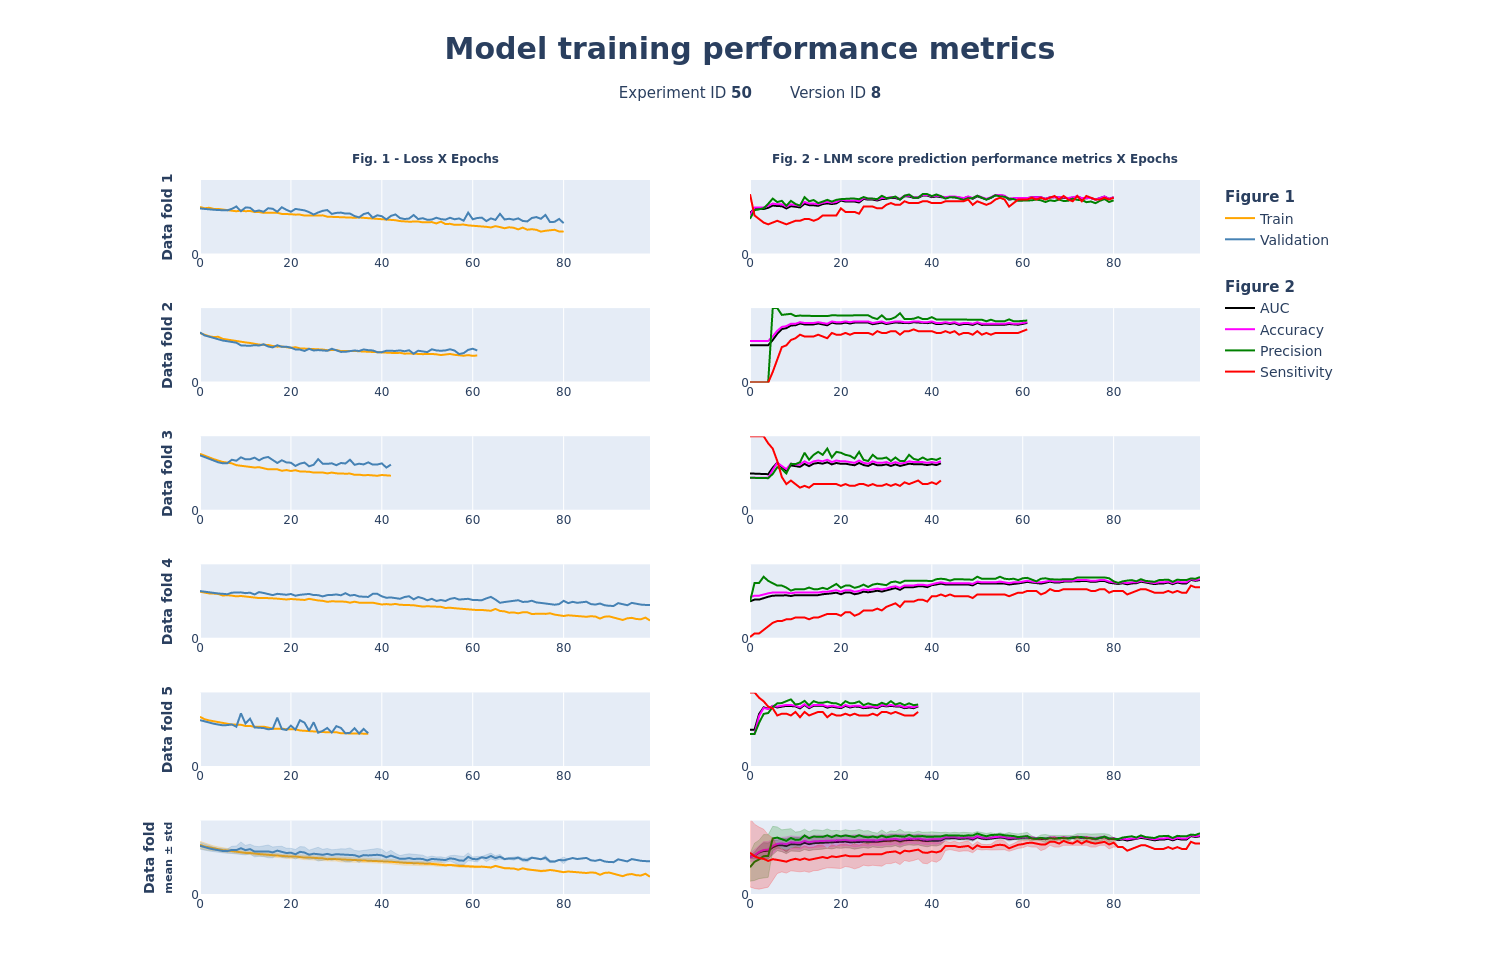 Model training performance metrics
Experiment ID 50 Version ID 8
Fig. 1 - Loss X Epochs
Fig. 2 - LNM score prediction performance metrics X Epochs
Data fold 1
0
0 20 40 60 80
0
0 20 40 60 80
Data fold 2
0
0 20 40 60 80
0
0 20 40 60 80
Data fold 3
0
0 20 40 60 80
0
0 20 40 60 80
Data fold 4
0
0 20 40 60 80
0
0 20 40 60 80
Data fold 5
0
0 20 40 60 80
0
0 20 40 60 80
Data fold
mean ± std
0
0 20 40 60 80
0
0 20 40 60 80
Figure 1
Train
Validation
Figure 2
AUC
Accuracy
Precision
Sensitivity